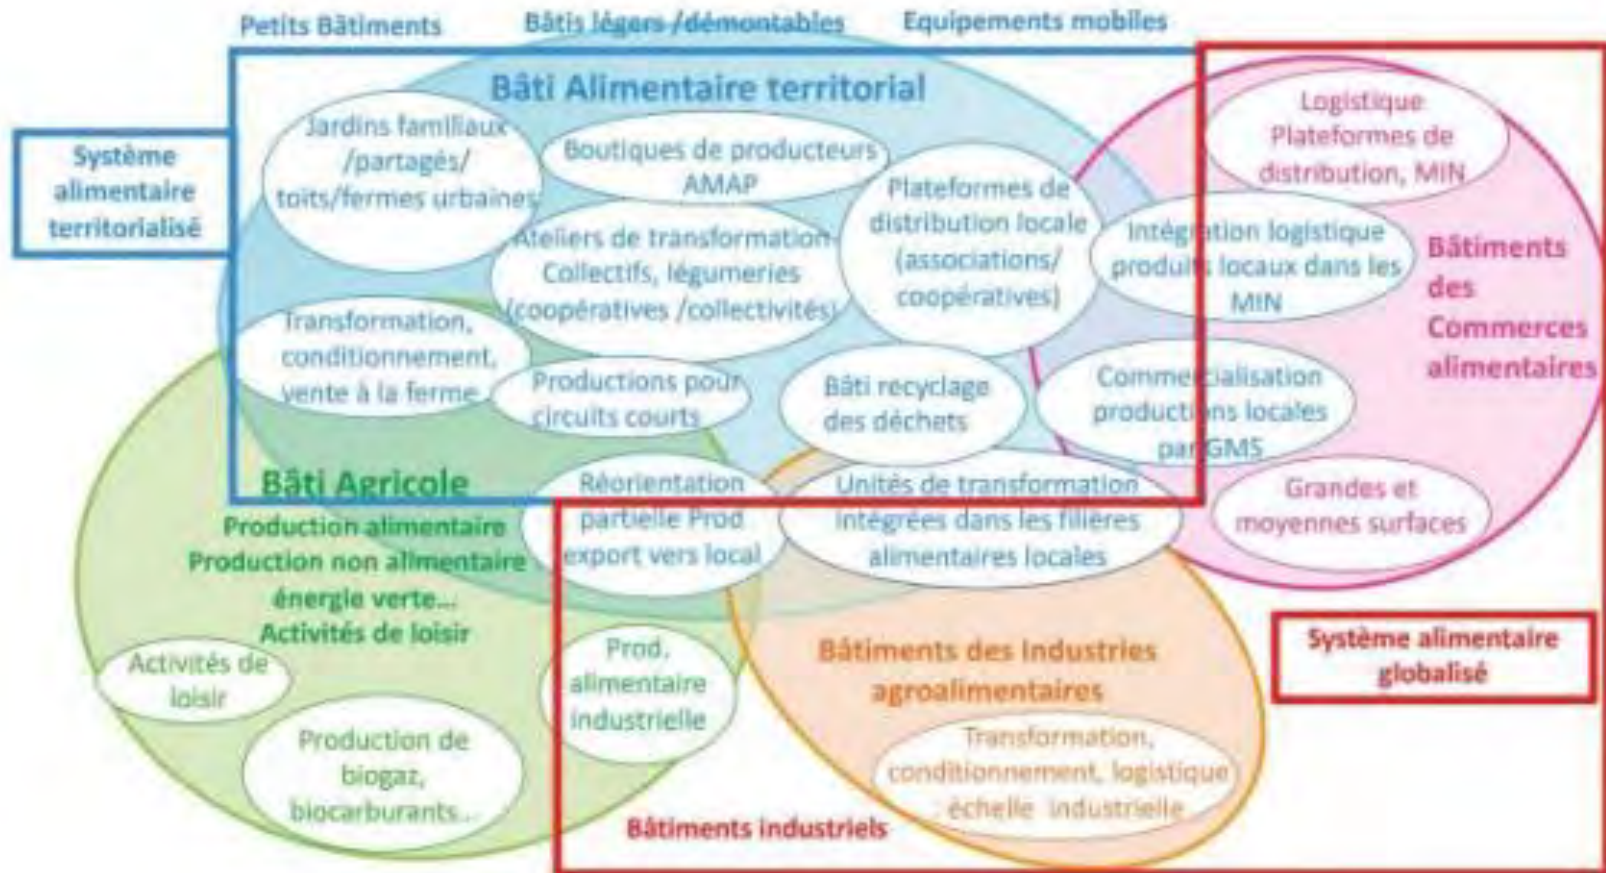 Petits Bâtiments
Bâtis légers /démontables
Equipements mobiles
Bâti Alimentaire territorial
Système
alimentaire
territorialisé
Jardins familiaux
/partagés/
toits/fermes urbaines
Boutiques de producteurs
AMAP
Plateformes de
distribution locale
(associations/
coopératives)
Logistique
Plateformes de
distribution, MIN
Ateliers de transformation
Collectifs, légumeries
(coopératives /collectivités)
Intégration logistique
produits locaux dans les
MIN
Bâtiments
des
Commerces
alimentaires
Transformation,
conditionnement,
vente à la ferme
Productions pour
circuits courts
Bâti recyclage
des déchets
Commercialisation
productions locales
par GMS
Grandes et
moyennes surfaces
Bâti Agricole
Production alimentaire
Production non alimentaire
énergie verte...
Activités de loisir
Réorientation
partielle Prod
export vers local
Unités de transformation
intégrées dans les filières
alimentaires locales
Activités de
loisir
Production de
biogaz,
biocarburants...
Prod.
alimentaire
industrielle
Bâtiments des Industries
agroalimentaires
Transformation,
conditionnement, logistique
: échelle industrielle
Système alimentaire
globalisé
Bâtiments industriels